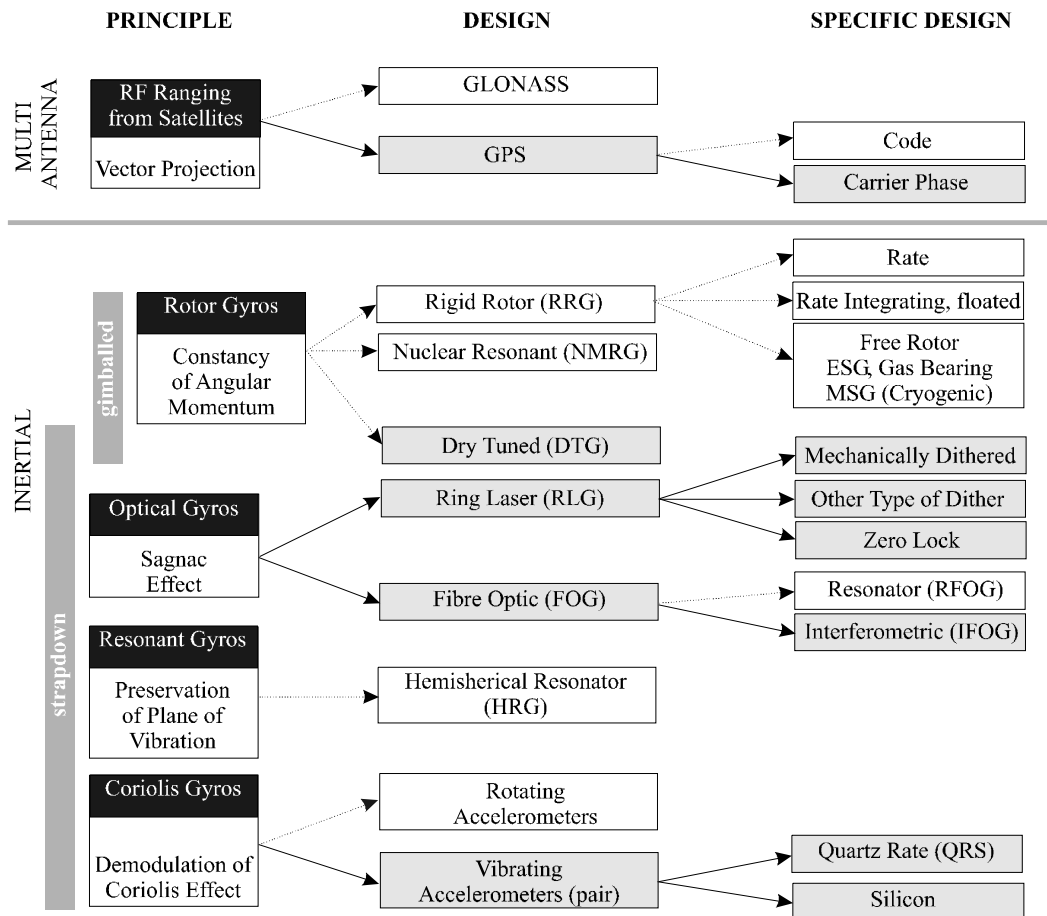 PRINCIPLE
DESIGN
SPECIFIC DESIGN
MULTI
ANTENNA
RF Ranging
from Satellites
Vector Projection
GLONASS
GPS
Code
Carrier Phase
INERTIAL
gimballed
strapdown
Rotor Gyros
Constancy
of Angular
Momentum
Rigid Rotor (RRG)
Nuclear Resonant (NMRG)
Dry Tuned (DTG)
Rate
Rate Integrating, floated
Free Rotor
ESG, Gas Bearing
MSG (Cryogenic)
Optical Gyros
Sagnac
Effect
Ring Laser (RLG)
Fibre Optic (FOG)
Mechanically Dithered
Other Type of Dither
Zero Lock
Resonator (RFOG)
Interferometric (IFOG)
Resonant Gyros
Preservation
of Plane of
Vibration
Hemisherical Resonator
(HRG)
Coriolis Gyros
Demodulation of
Coriolis Effect
Rotating
Accelerometers
Vibrating
Accelerometers (pair)
Quartz Rate (QRS)
Silicon